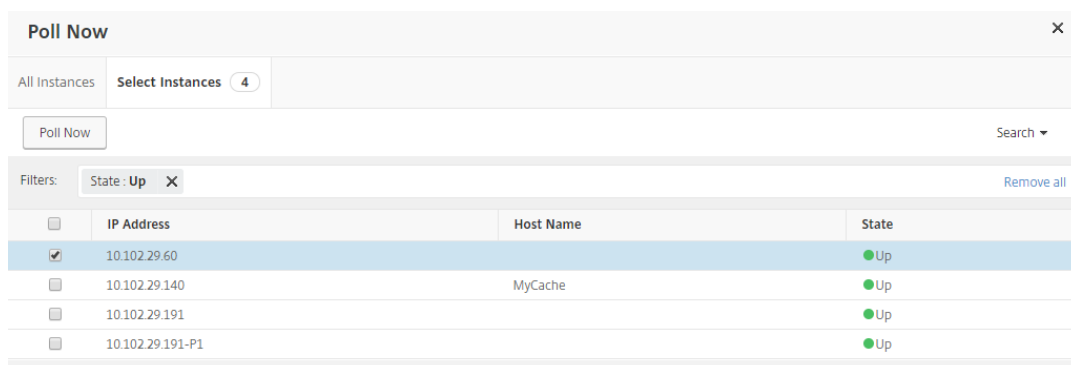 Poll Now ×
All Instances Select Instances 4
Poll Now Search
Filters: State : Up × Remove all
IP Address Host Name State
10.102.29.60 Up
10.102.29.140 MyCache Up
10.102.29.191 Up
10.102.29.191-P1 Up